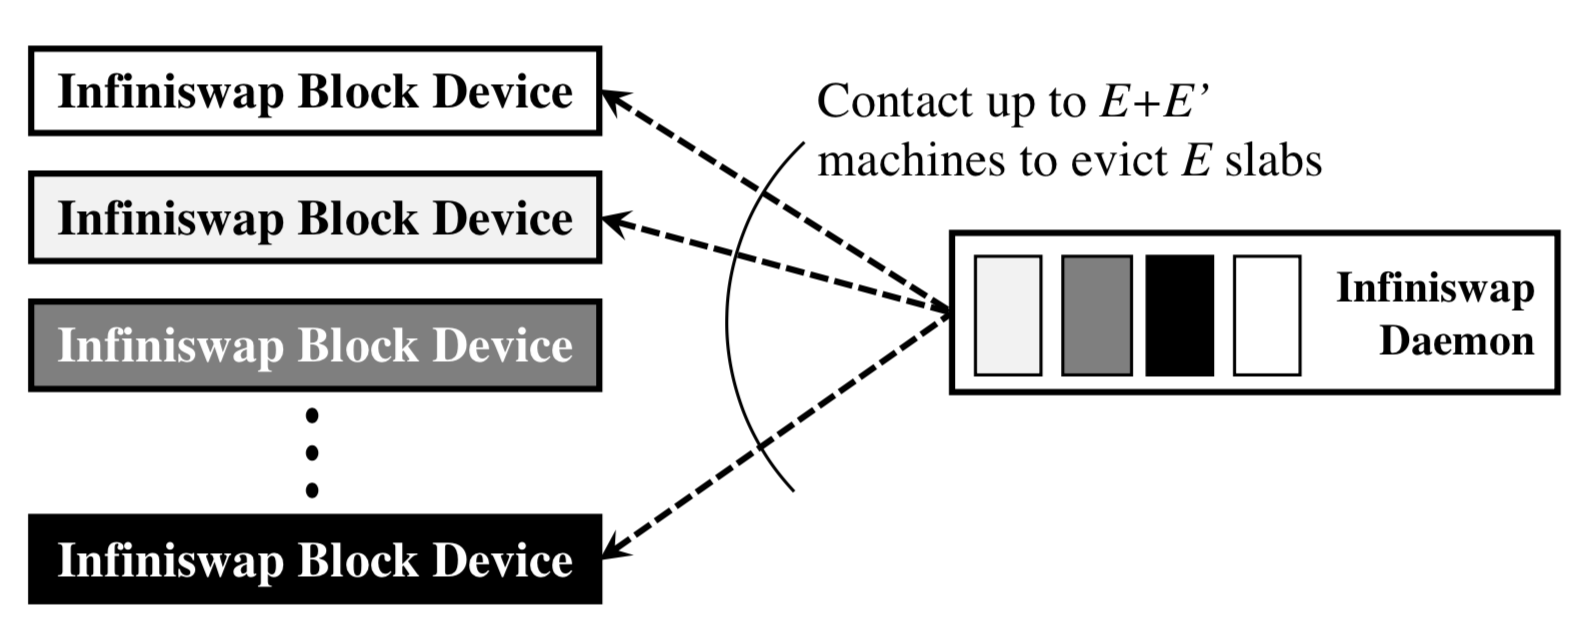 Infiniswap Block Device
Infiniswap Block Device
Infiniswap Block Device
Infiniswap Block Device
Contact up to E+E’
machines to evict E slabs
Infiniswap
Daemon